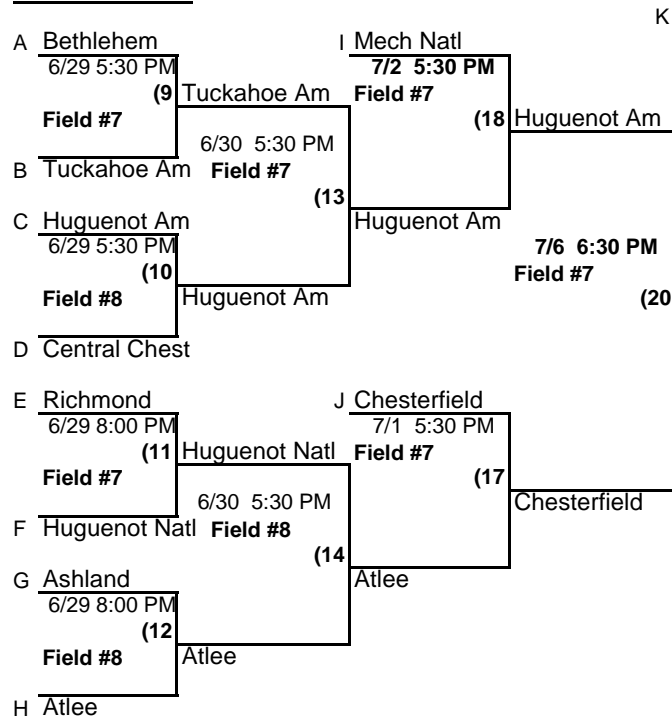 K
A Bethlehem
I Mech Natl
6/29 5:30 PM
7/2 5:30 PM
(9 Tuckahoe Am
Field #7
Field #7
(18 Huguenot Am
6/30 5:30 PM
B Tuckahoe Am
Field #7
(13
C Huguenot Am
Huguenot Am
6/29 5:30 PM
7/6 6:30 PM
(10
Field #7
Field #8
Huguenot Am
(20
D Central Chest
E Richmond
J Chesterfield
6/29 8:00 PM
7/1 5:30 PM
(11 Huguenot Natl
Field #7
Field #7
(17
6/30 5:30 PM
Chesterfield
F Huguenot Natl
Field #8
(14
G Ashland
Atlee
6/29 8:00 PM
(12
Field #8
Atlee
H Atlee